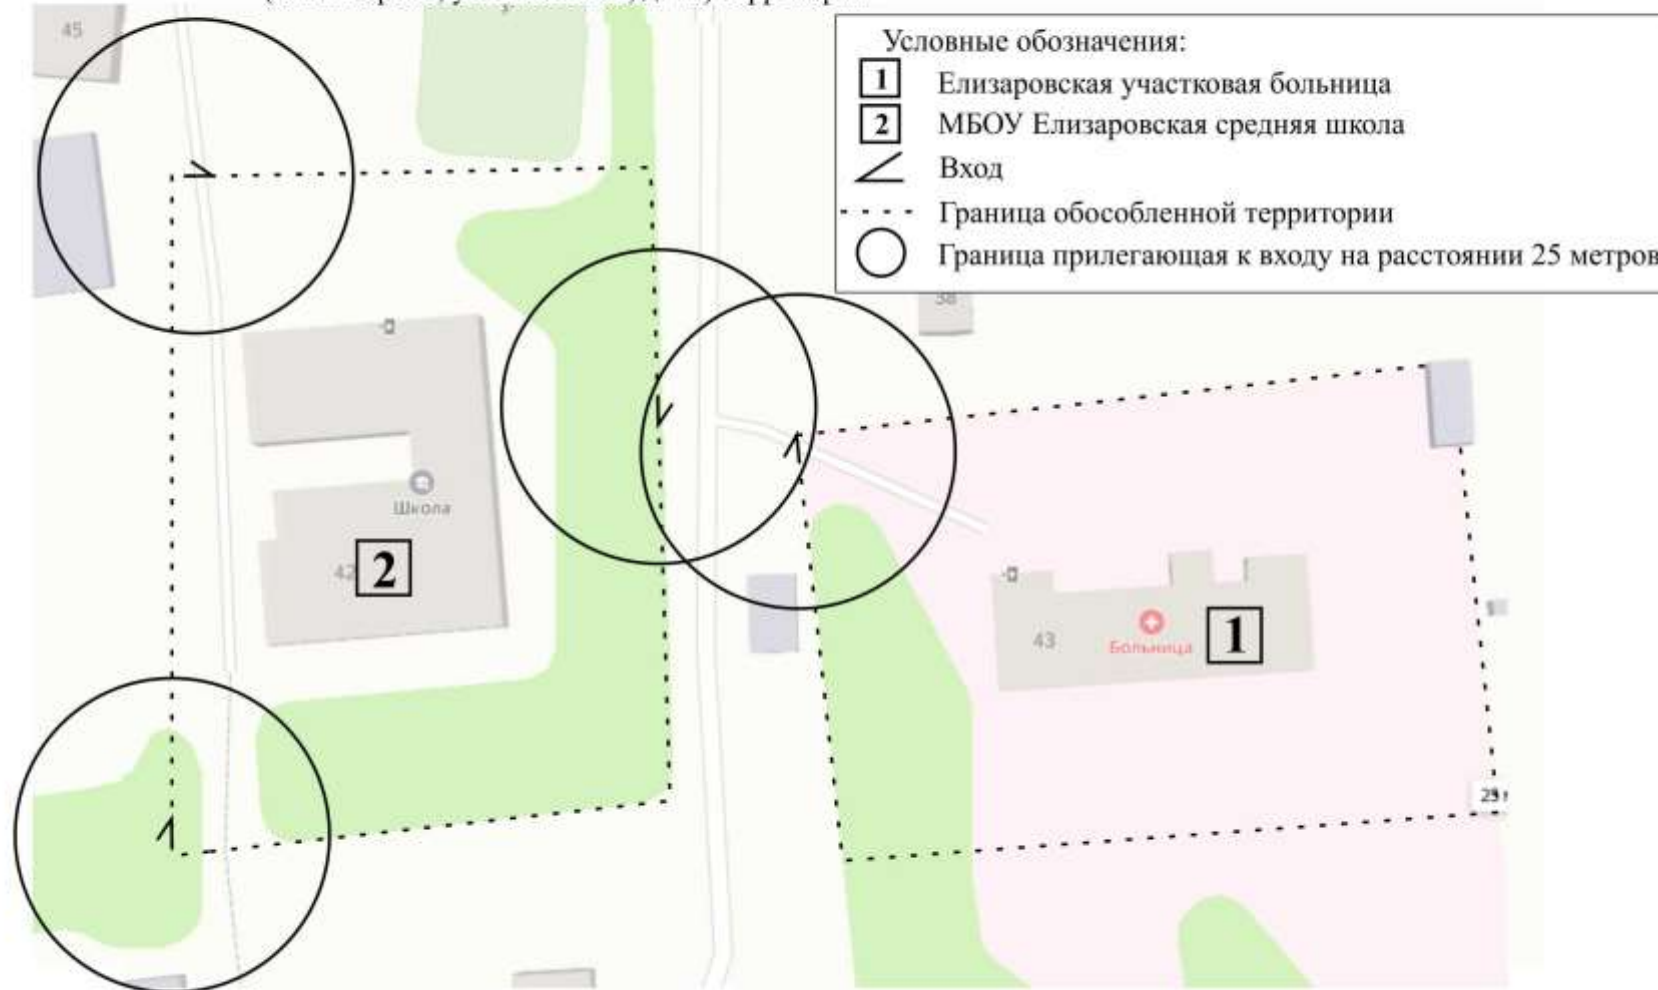 45
Условные обозначения:
1 Елизаровская участковая больница
2 МБОУ Елизаровская средняя школа
Вход
Граница обособленной территории
Граница прилегающая к входу на расстоянии 25 метров
38
Школа
42 2
43 Больница 1